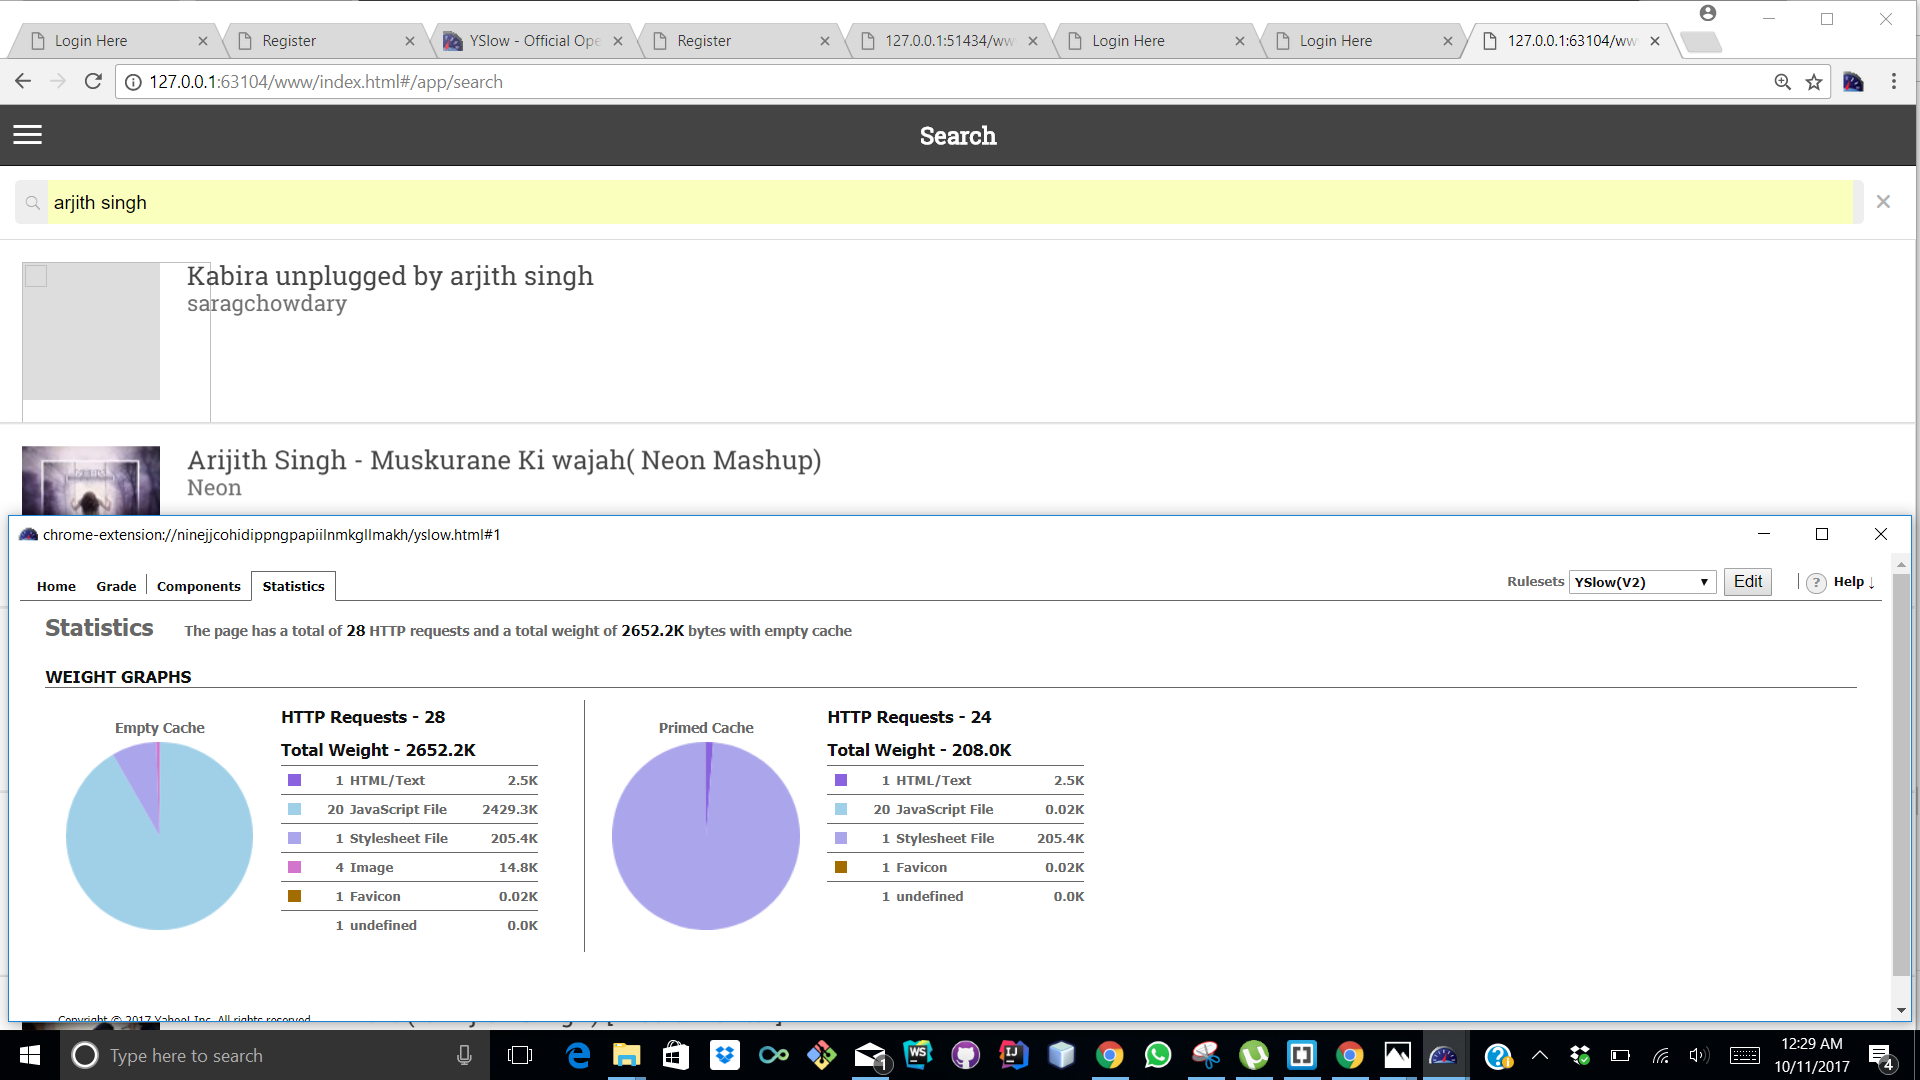 Login Here
Register
YSlow - Official Ope
Register
127.0.0.1:51434/ww
Login Here
Login Here
127.0.0.1:63104/ww
127.0.0.1:63104/www/index.html#/app/search
Search
arjith singh
Kabira unplugged by arjith singh
saragchowdary
Arijith Singh - Muskurane Ki wajah( Neon Mashup)
Neon
chrome-extension://ninejjcohidippngpapiilnmkgllmakh/yslow.html#1
Home Grade Components Statistics
Rulesets YSlow(V2) Edit ? Help ↓
Statistics The page has a total of 28 HTTP requests and a total weight of 2652.2K bytes with empty cache
WEIGHT GRAPHS
Empty Cache
HTTP Requests - 28
Total Weight - 2652.2K
1 HTML/Text 2.5K
20 JavaScript File 2429.3K
1 Stylesheet File 205.4K
4 Image 14.8K
1 Favicon 0.02K
1 undefined 0.0K
Primed Cache
HTTP Requests - 24
Total Weight - 208.0K
1 HTML/Text 2.5K
20 JavaScript File 0.02K
1 Stylesheet File 205.4K
1 Favicon 0.02K
1 undefined 0.0K
Copyright © 2017 Yahoo! Inc. All rights reserved.
Type here to search
1
WS
IJ
12:29 AM
10/11/2017
4